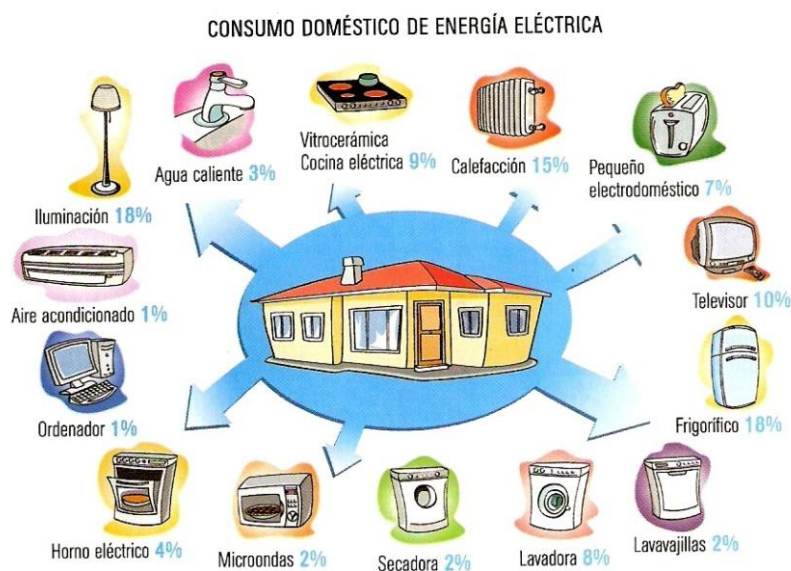 CONSUMO DOMÉSTICO DE ENERGÍA ELÉCTRICA
Iluminación 18%
Agua caliente 3%
Vitrocerámica
Cocina eléctrica 9%
Calefacción 15%
Pequeño
electrodoméstico 7%
Aire acondicionado 1%
Televisor 10%
Ordenador 1%
Frigorífico 18%
Horno eléctrico 4%
Microondas 2%
Secadora 2%
Lavadora 8%
Lavavajillas 2%